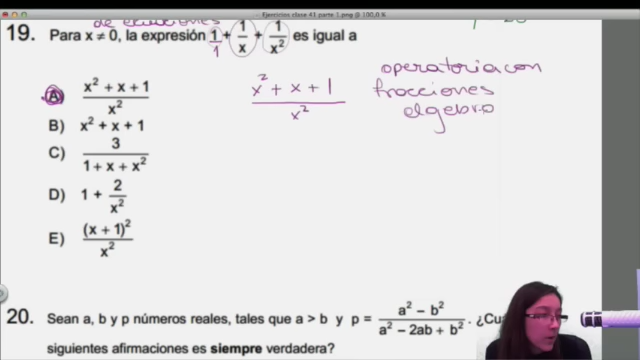 Ejercicios clase 41 parte 1.png @ 100,0 %
de ecuaciones
19. Para x ≠ 0, la expresión 1/1 + 1/x + 1/x² es igual a
operatoria con
A) (x² + x + 1)/x²
(x² + x + 1)/x²
fracciones
algebra
B) x² + x + 1
C) 3/(1 + x + x²)
D) 1 + 2/x²
E) (x + 1)²/x²
20. Sean a, b y p números reales, tales que a > b y p = (a² − b²)/(a² − 2ab + b²). ¿Cu
siguientes afirmaciones es siempre verdadera?